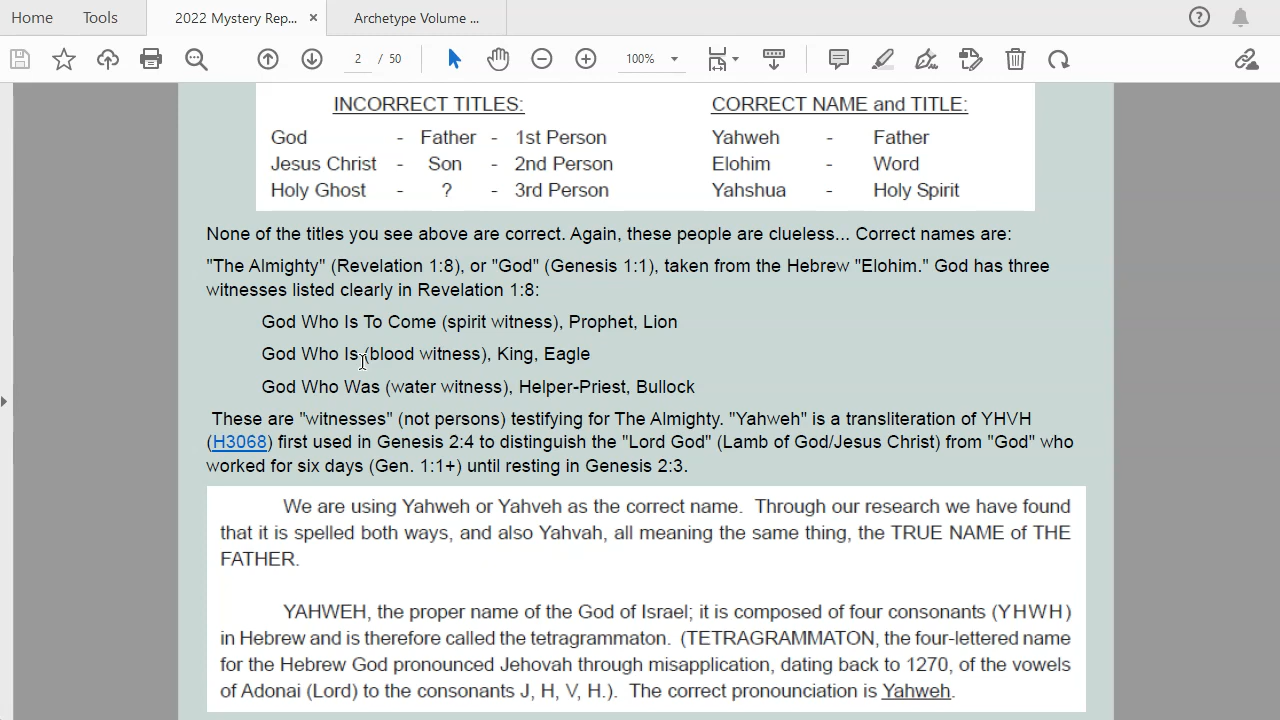 Home Tools 2022 Mystery Rep... × Archetype Volume ...
2 / 50 100%
INCORRECT TITLES: CORRECT NAME and TITLE:
God - Father - 1st Person Yahweh - Father
Jesus Christ - Son - 2nd Person Elohim - Word
Holy Ghost - ? - 3rd Person Yahshua - Holy Spirit
None of the titles you see above are correct. Again, these people are clueless... Correct names are:
"The Almighty" (Revelation 1:8), or "God" (Genesis 1:1), taken from the Hebrew "Elohim." God has three
witnesses listed clearly in Revelation 1:8:
God Who Is To Come (spirit witness), Prophet, Lion
God Who Is (blood witness), King, Eagle
God Who Was (water witness), Helper-Priest, Bullock
These are "witnesses" (not persons) testifying for The Almighty. "Yahweh" is a transliteration of YHVH
(H3068) first used in Genesis 2:4 to distinguish the "Lord God" (Lamb of God/Jesus Christ) from "God" who
worked for six days (Gen. 1:1+) until resting in Genesis 2:3.
We are using Yahweh or Yahveh as the correct name. Through our research we have found
that it is spelled both ways, and also Yahvah, all meaning the same thing, the TRUE NAME of THE
FATHER.
YAHWEH, the proper name of the God of Israel; it is composed of four consonants (YHWH)
in Hebrew and is therefore called the tetragrammaton. (TETRAGRAMMATON, the four-lettered name
for the Hebrew God pronounced Jehovah through misapplication, dating back to 1270, of the vowels
of Adonai (Lord) to the consonants J, H, V, H.). The correct pronounciation is Yahweh.